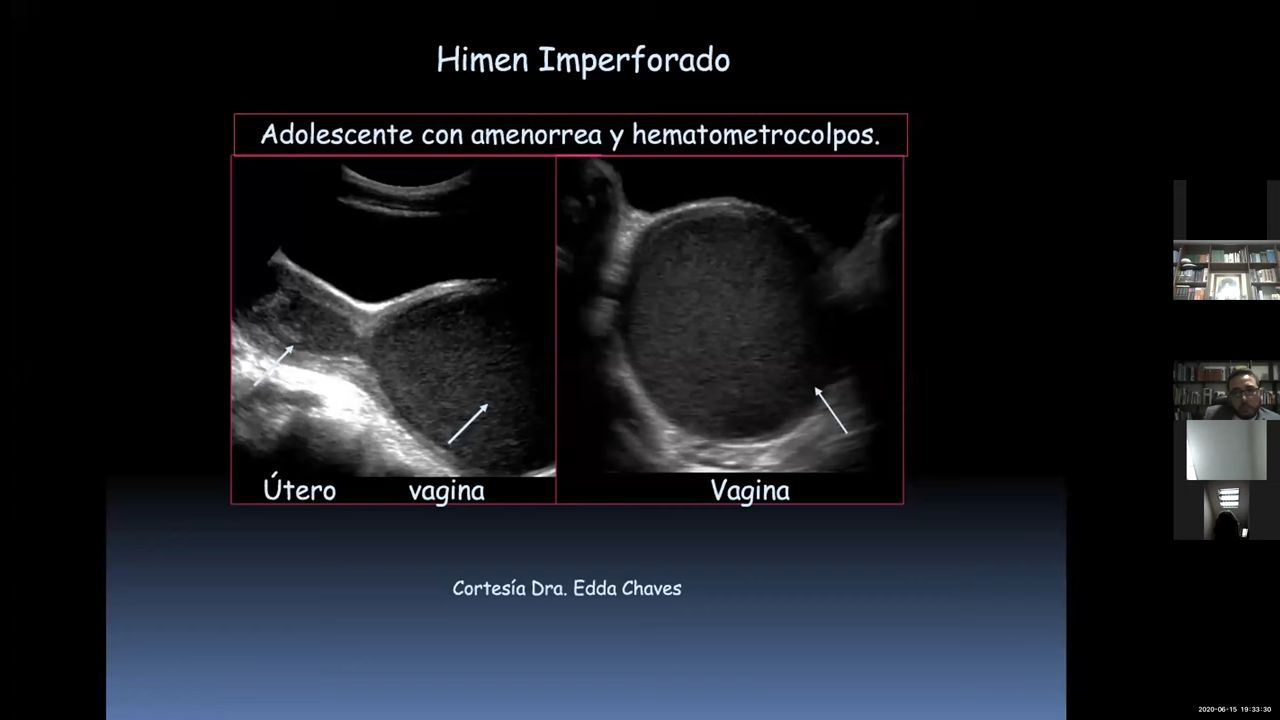 Himen Imperforado
Adolescente con amenorrea y hematometrocolpos.
Útero vagina
Vagina
Cortesía Dra. Edda Chaves
2020-06-15 19:33:30